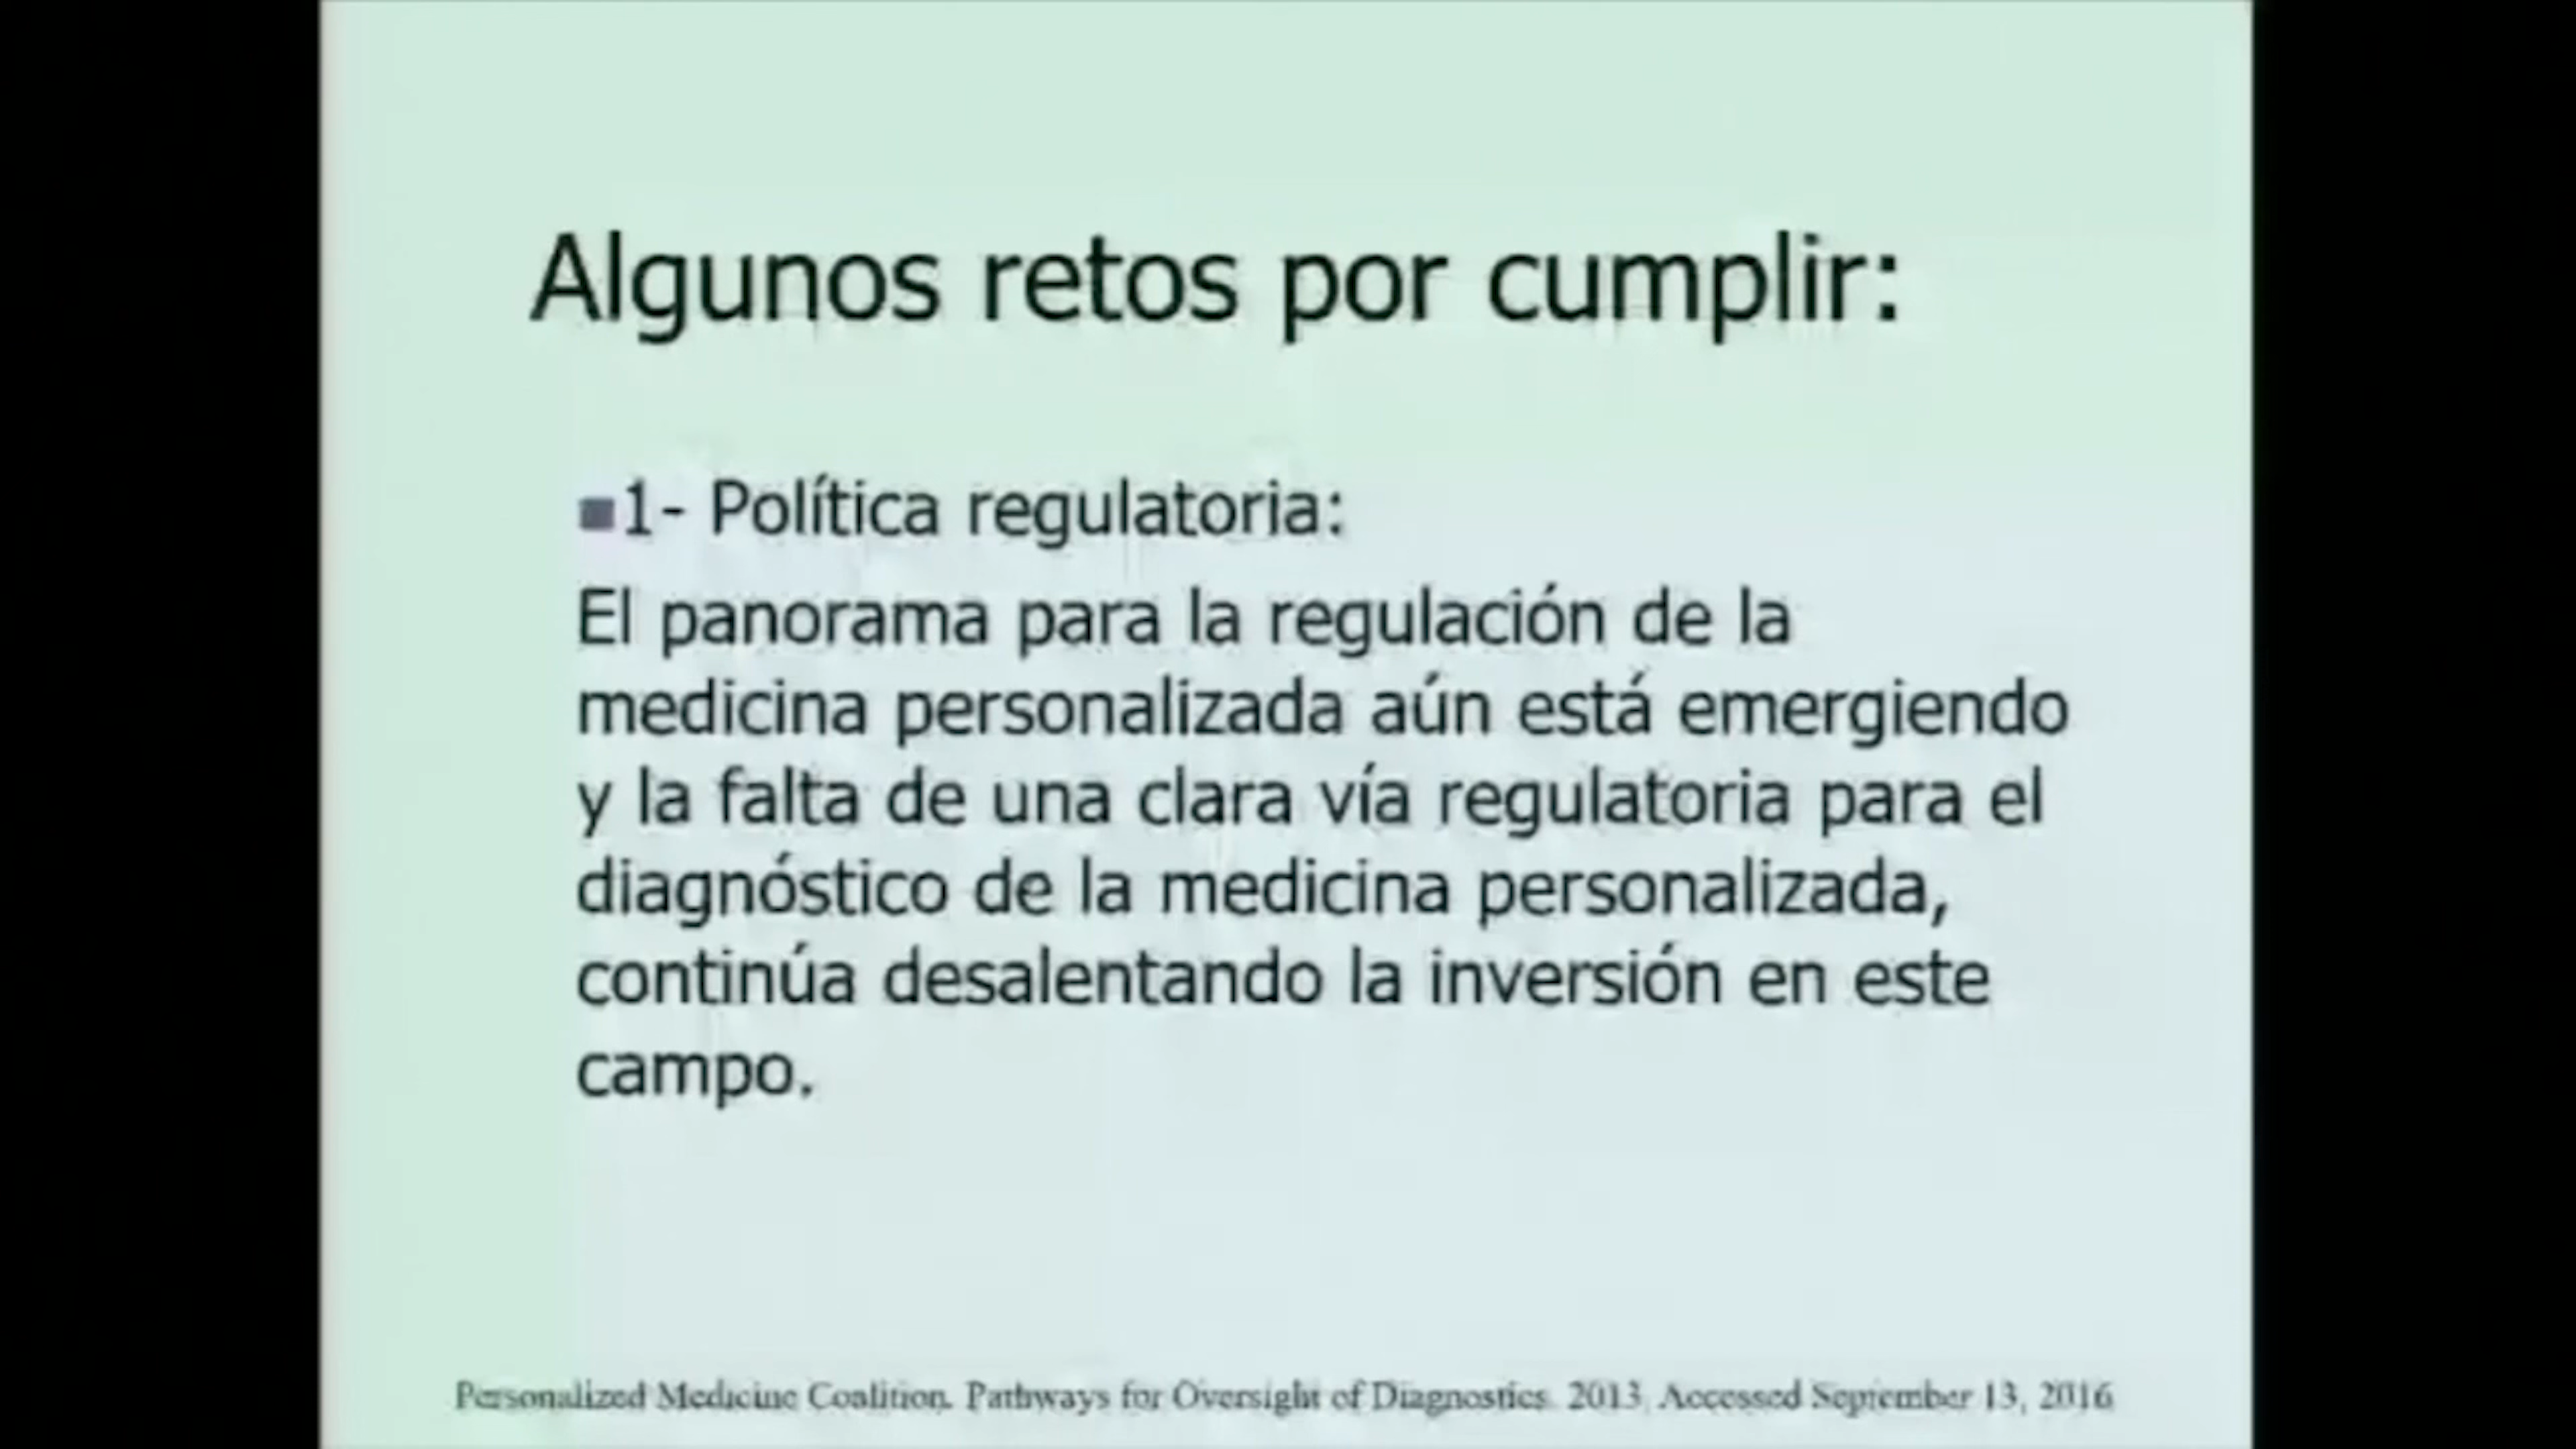 Algunos retos por cumplir:
1- Política regulatoria:
El panorama para la regulación de la
medicina personalizada aún está emergiendo
y la falta de una clara vía regulatoria para el
diagnóstico de la medicina personalizada,
continúa desalentando la inversión en este
campo.
Personalized Medicine Coalition. Pathways for Oversight of Diagnostics. 2013. Accessed September 13, 2016